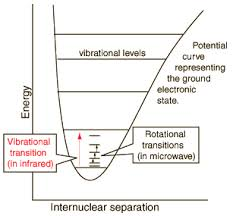 Potential
curve
representing
the ground
electronic
state.
vibrational levels
Energy
Vibrational
transition
(in infrared)
Rotational
transitions
(in microwave)
Internuclear separation